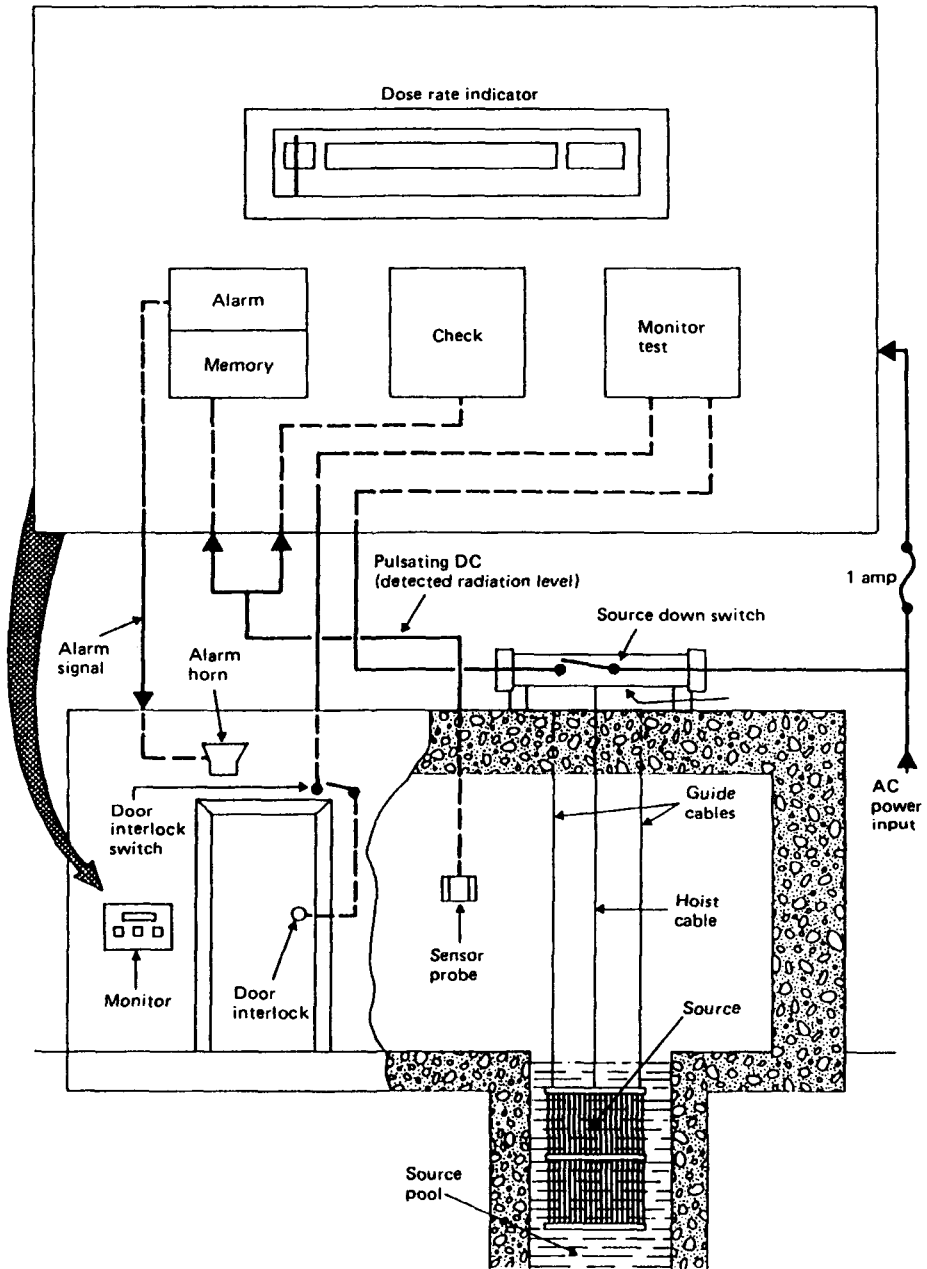 Dose rate indicator
Alarm
Memory
Check
Monitor
test
1 amp
Pulsating DC
(detected radiation level)
Source down switch
Alarm
signal
Alarm
horn
AC
power
input
Door
interlock
switch
Guide
cables
Hoist
cable
Sensor
probe
Monitor
Door
interlock
Source
Source
pool